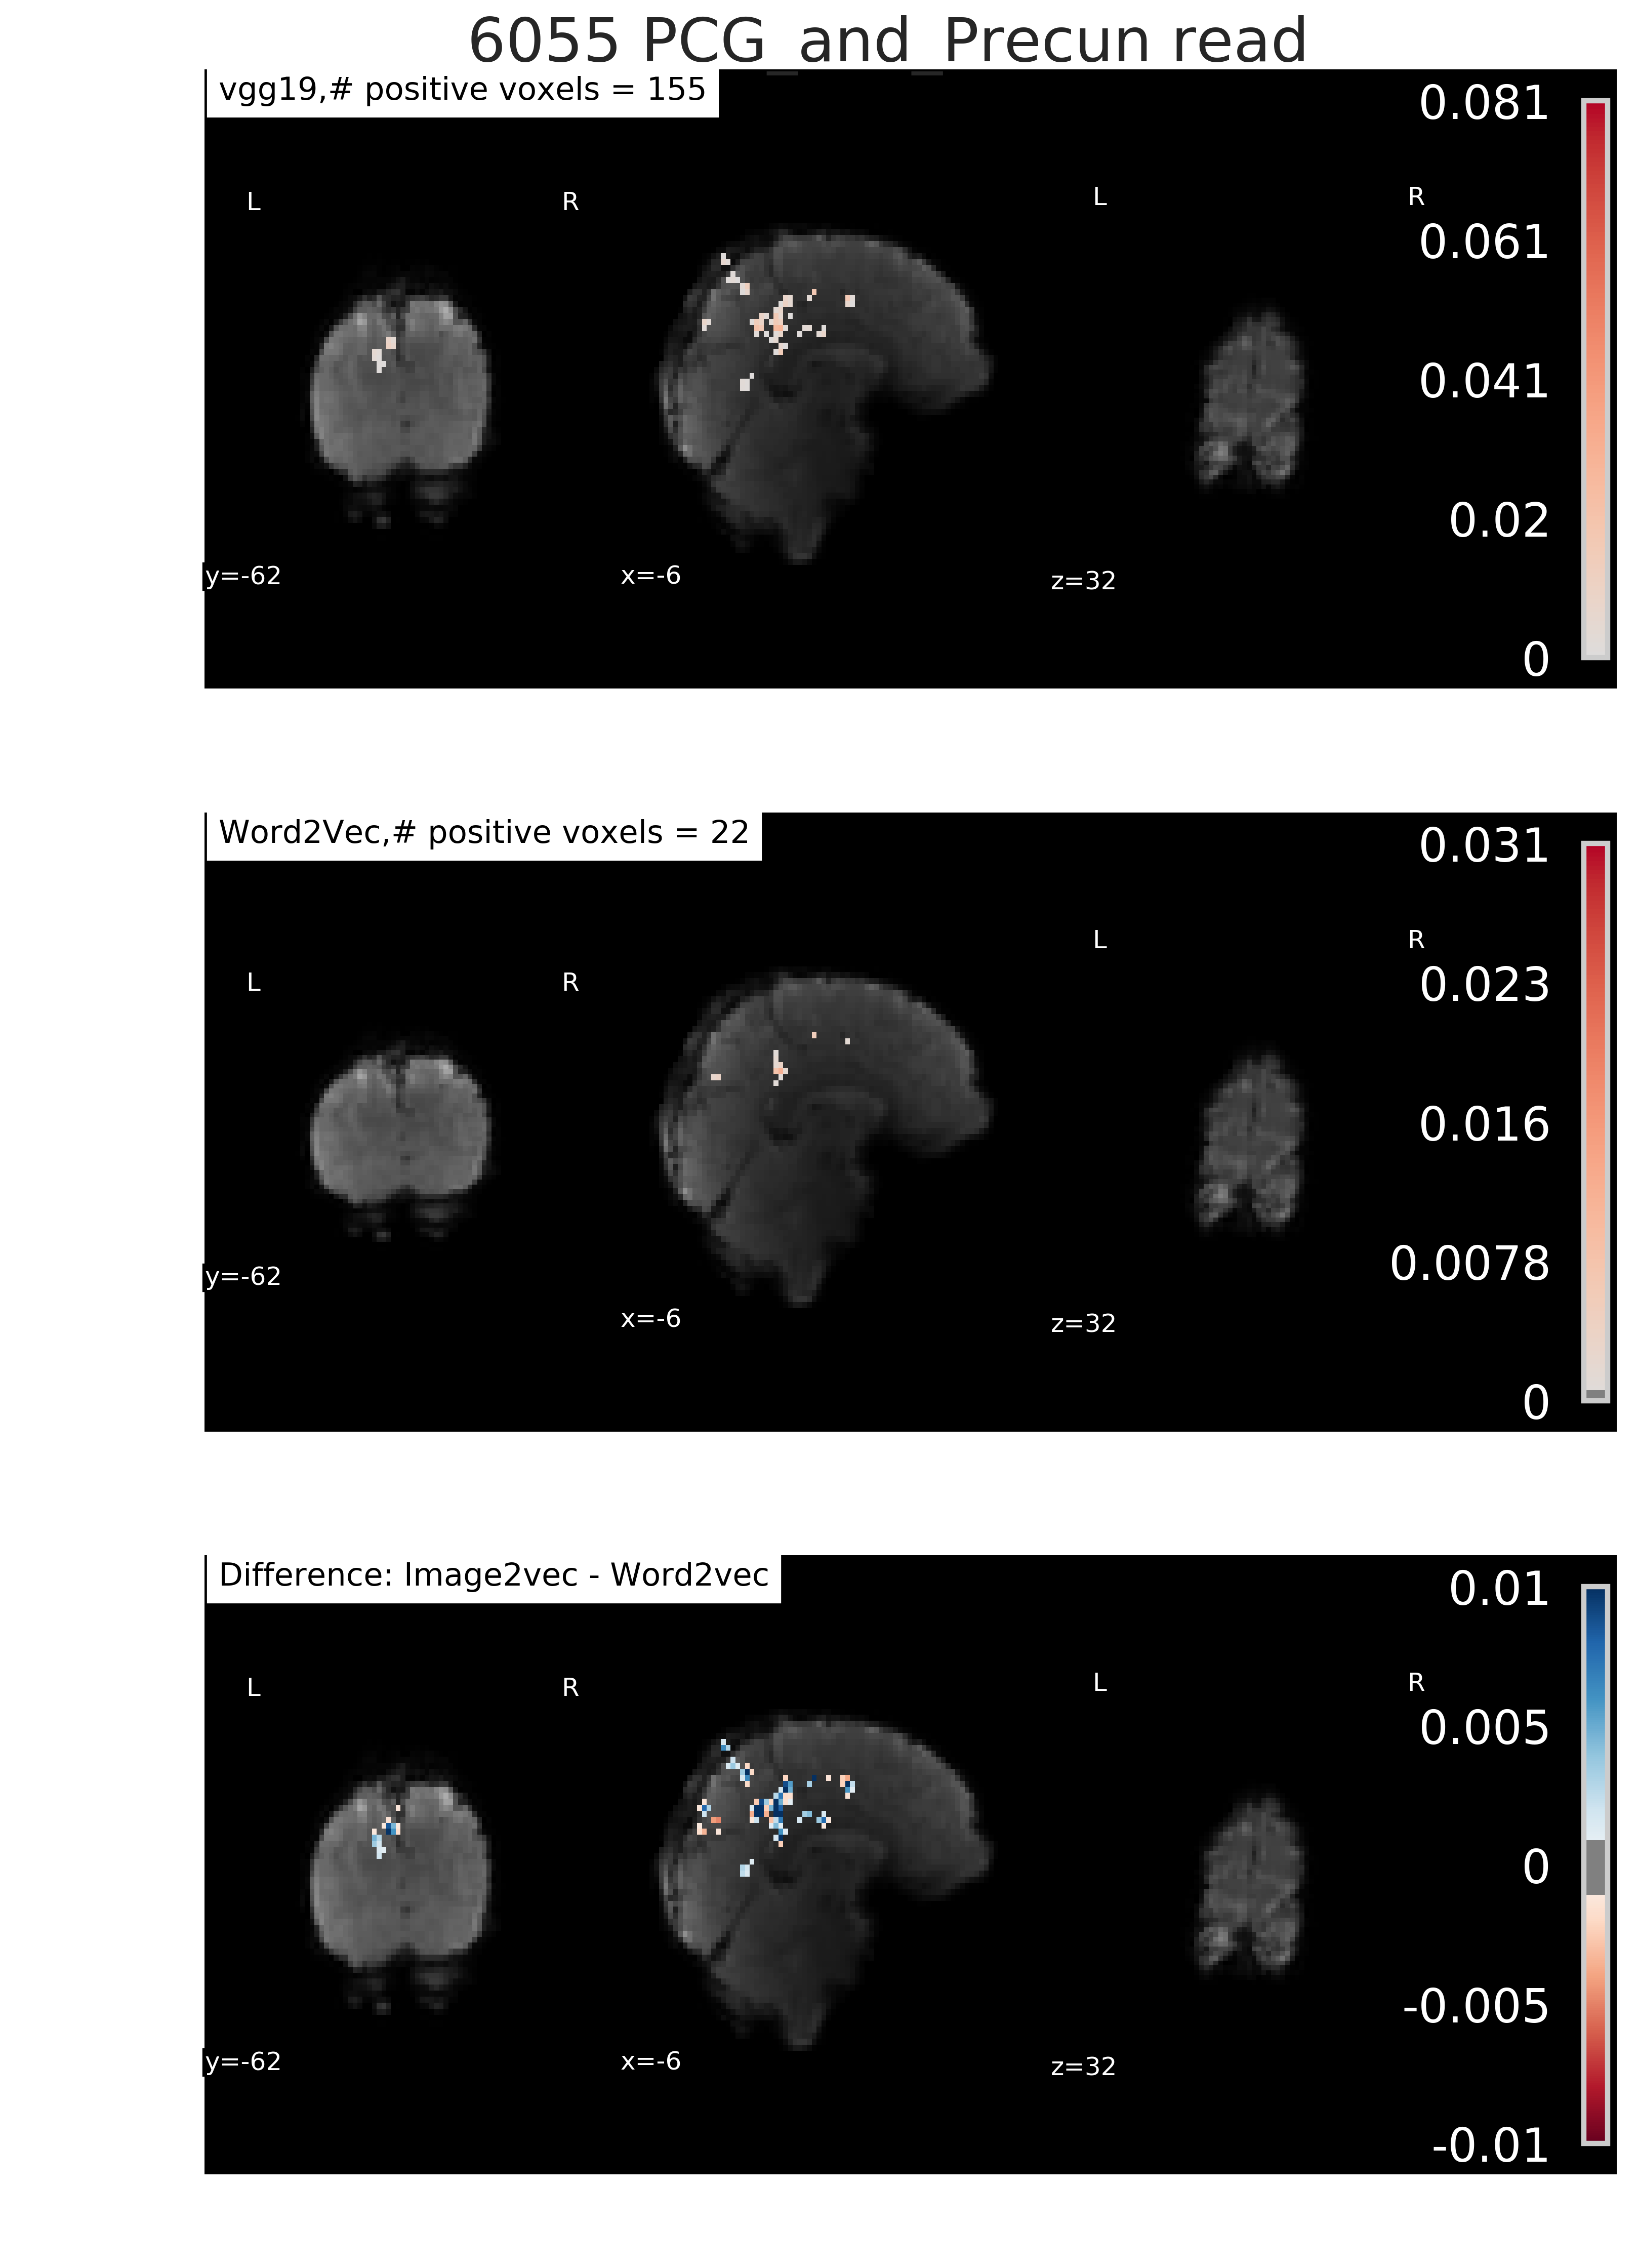 6055 PCG_and_Precun read
vgg19,# positive voxels = 155
0.081
L R L R
0.061
0.041
0.02
y=-62 x=-6 z=32
0
Word2Vec,# positive voxels = 22
0.031
L R
L R
0.023
0.016
0.0078
y=-62
x=-6 z=32
0
Difference: Image2vec - Word2vec
0.01
L R L R
0.005
0
-0.005
y=-62 x=-6 z=32
-0.01